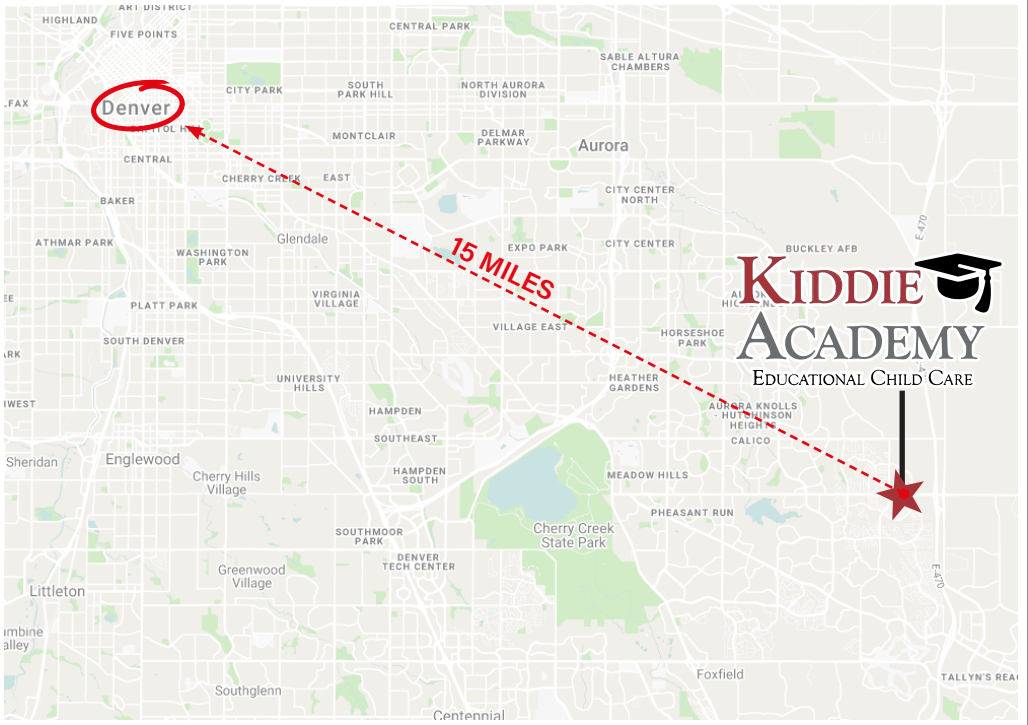 ART DISTRICT
HIGHLAND
FIVE POINTS
CENTRAL PARK
SABLE ALTURA
CHAMBERS
CITY PARK
SOUTH
PARK HILL
NORTH AURORA
DIVISION
Denver
CAPITOL HILL
MONTCLAIR
DELMAR
PARKWAY
Aurora
CENTRAL
CHERRY CREEK
EAST
CITY CENTER
NORTH
BAKER
ATHMAR PARK
WASHINGTON
PARK
Glendale
15 MILES
EXPO PARK
CITY CENTER
BUCKLEY AFB
E-470
KIDDIE
ACADEMY
EDUCATIONAL CHILD CARE
PLATT PARK
VIRGINIA
VILLAGE
VILLAGE EAST
HORSESHOE
PARK
SOUTH DENVER
UNIVERSITY
HILLS
HEATHER
GARDENS
HAMPDEN
AURORA KNOLLS
- HUTCHINSON
HEIGHTS
CALICO
SOUTHEAST
Sheridan
Englewood
Cherry Hills
Village
HAMPDEN
SOUTH
MEADOW HILLS
PHEASANT RUN
Cherry Creek
State Park
SOUTHMOOR
PARK
DENVER
TECH CENTER
Greenwood
Village
Littleton
E-470
Foxfield
Southglenn
Centennial